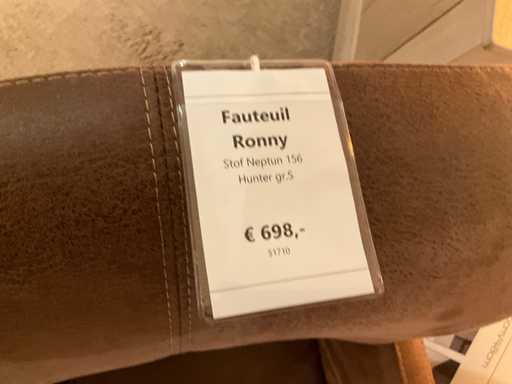 Fauteuil
Ronny
Stof Neptun 156
Hunter gr.5
€ 698,-
51710